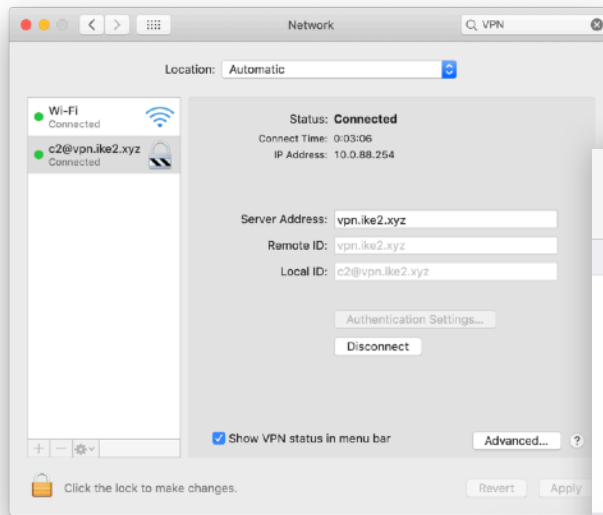 Network
VPN
Location: Automatic
Wi-Fi
Connected
c2@vpn.ike2.xyz
Connected
Status: Connected
Connect Time: 0:03:06
IP Address: 10.0.88.254
Server Address: vpn.ike2.xyz
Remote ID: vpn.ike2.xyz
Local ID: c2@vpn.ike2.xyz
Authentication Settings...
Disconnect
Show VPN status in menu bar
Advanced... ?
Click the lock to make changes.
Revert Apply